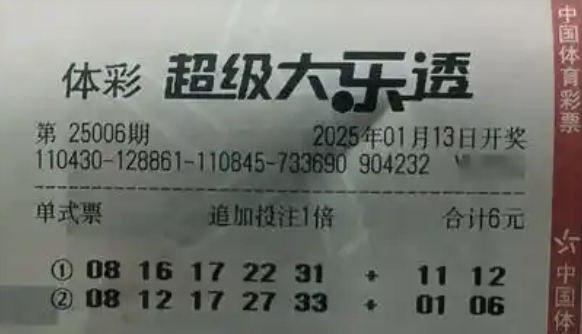 体彩 超级大乐透
第 25006期 2025年01月13日开奖
110430-128861-110845-733690 904232
单式票 追加投注1倍 合计6元
① 08 16 17 22 31 + 11 12
② 08 12 17 27 33 + 01 06
中国体育彩票
中国体